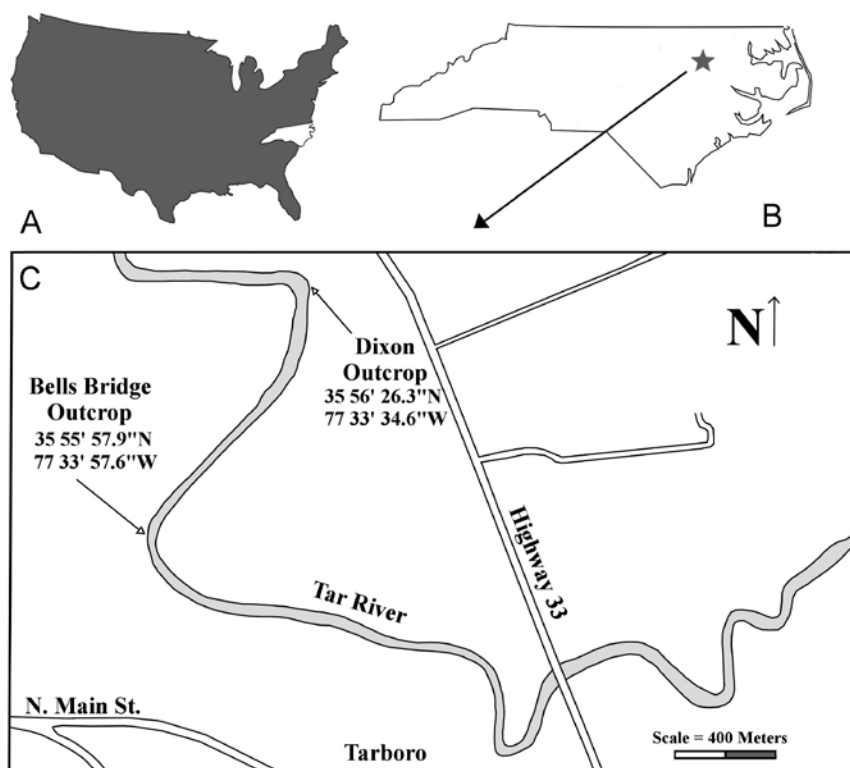 A
B
C
N
Dixon
Outcrop
35 56' 26.3"N
77 33' 34.6"W
Bells Bridge
Outcrop
35 55' 57.9"N
77 33' 57.6"W
Highway 33
Tar River
N. Main St.
Tarboro
Scale = 400 Meters